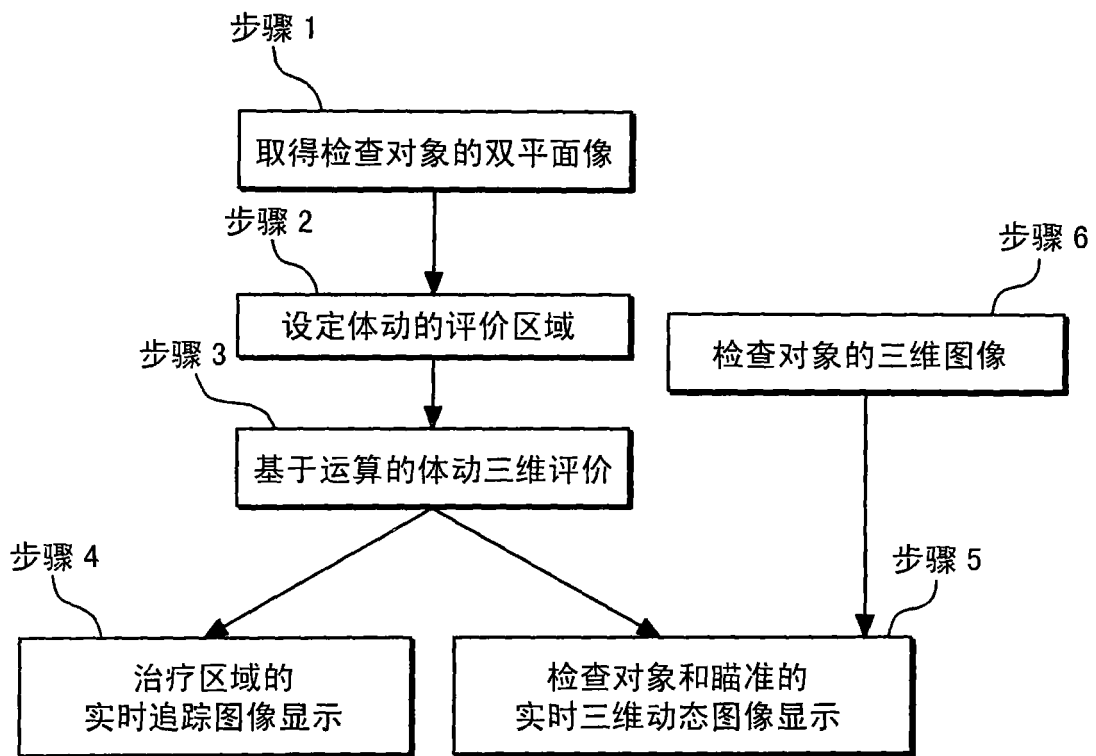 步骤 1
取得检查对象的双平面像
步骤 2
步骤 6
设定体动的评价区域
检查对象的三维图像
步骤 3
基于运算的体动三维评价
步骤 4
步骤 5
治疗区域的
实时追踪图像显示
检查对象和瞄准的
实时三维动态图像显示